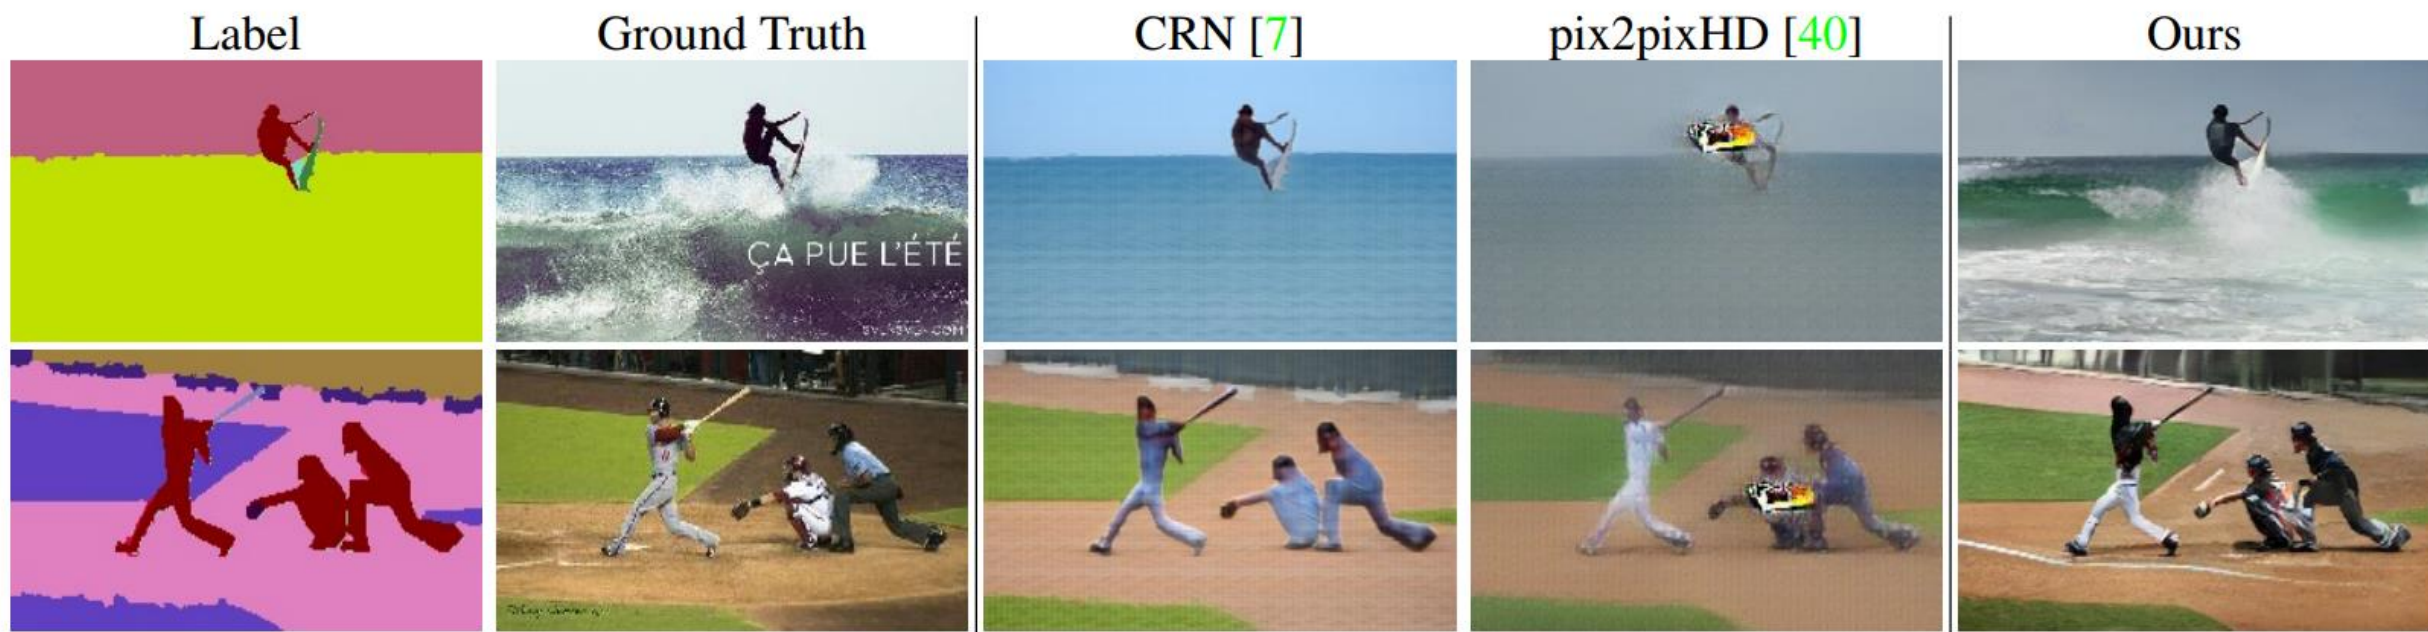 Label
Ground Truth
CRN [7]
pix2pixHD [40]
Ours
ÇA PUE L'ÉTÉ